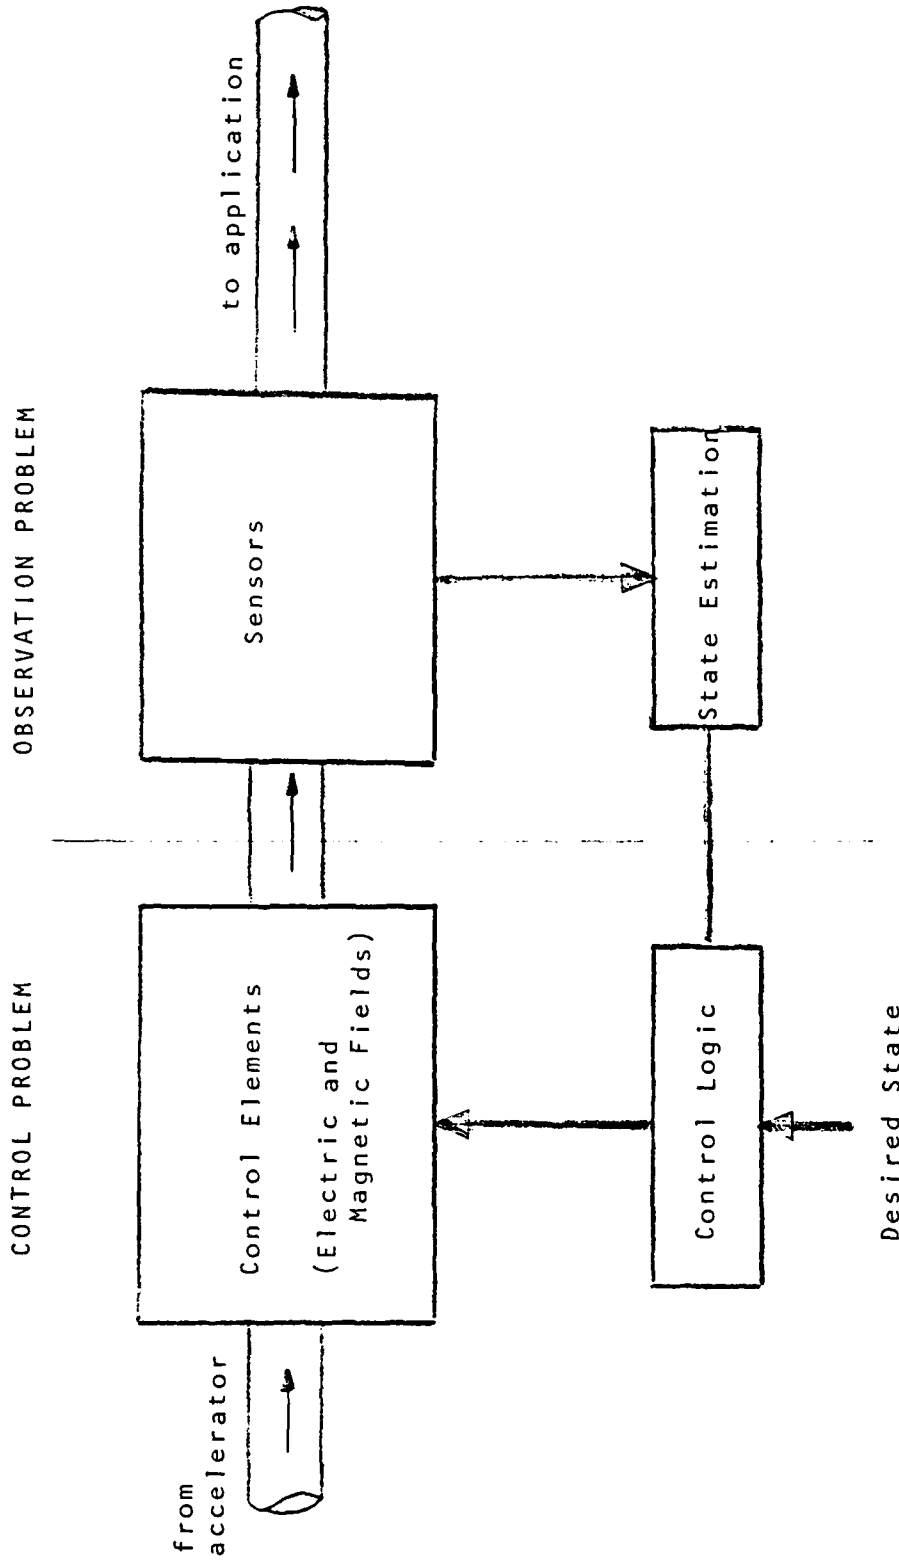 CONTROL PROBLEM
OBSERVATION PROBLEM
from
accelerator
to application
Control Elements
(Electric and
Magnetic Fields)
Sensors
Control Logic
State Estimation
Desired State